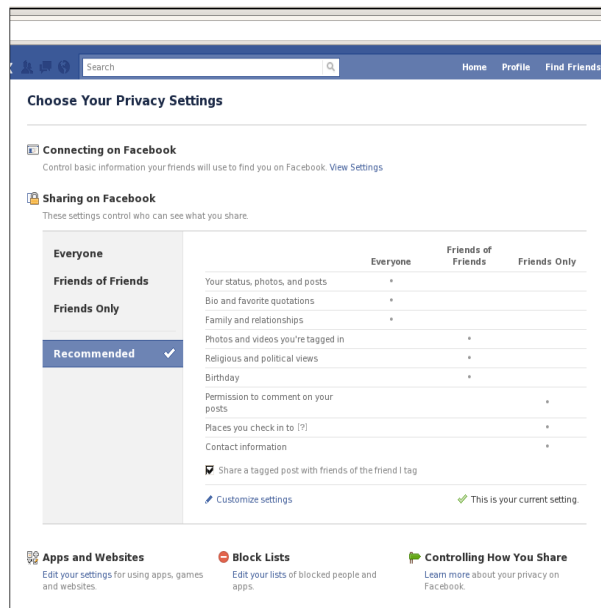 Search
Home Profile Find Friends
Choose Your Privacy Settings
Connecting on Facebook
Control basic information your friends will use to find you on Facebook. View Settings
Sharing on Facebook
These settings control who can see what you share.
Everyone
Friends of Friends
Friends Only
Recommended
Everyone Friends of Friends Friends Only
Your status, photos, and posts
Bio and favorite quotations
Family and relationships
Photos and videos you're tagged in
Religious and political views
Birthday
Permission to comment on your
posts
Places you check in to [?]
Contact information
Share a tagged post with friends of the friend I tag
Customize settings
This is your current setting.
Apps and Websites
Edit your settings for using apps, games
and websites.
Block Lists
Edit your lists of blocked people and
apps.
Controlling How You Share
Learn more about your privacy on
Facebook.